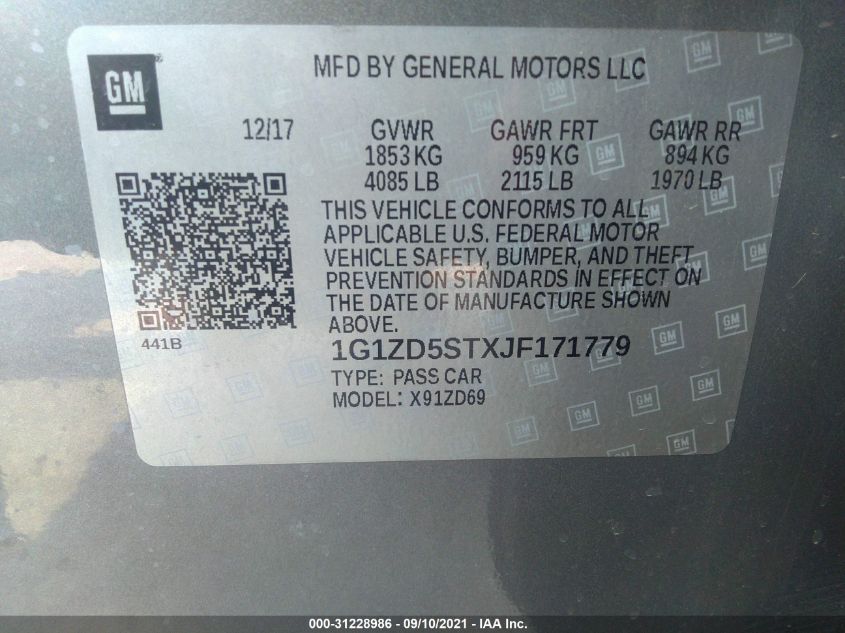 GM
MFD BY GENERAL MOTORS LLC
12/17 GVWR GAWR FRT GAWR RR
1853 KG 959 KG 894 KG
4085 LB 2115 LB 1970 LB
THIS VEHICLE CONFORMS TO ALL
APPLICABLE U.S. FEDERAL MOTOR
VEHICLE SAFETY, BUMPER, AND THEFT
PREVENTION STANDARDS IN EFFECT ON
THE DATE OF MANUFACTURE SHOWN
ABOVE.
441B
1G1ZD5STXJF171779
TYPE: PASS CAR
MODEL: X91ZD69
000-31228986 - 09/10/2021 - IAA Inc.